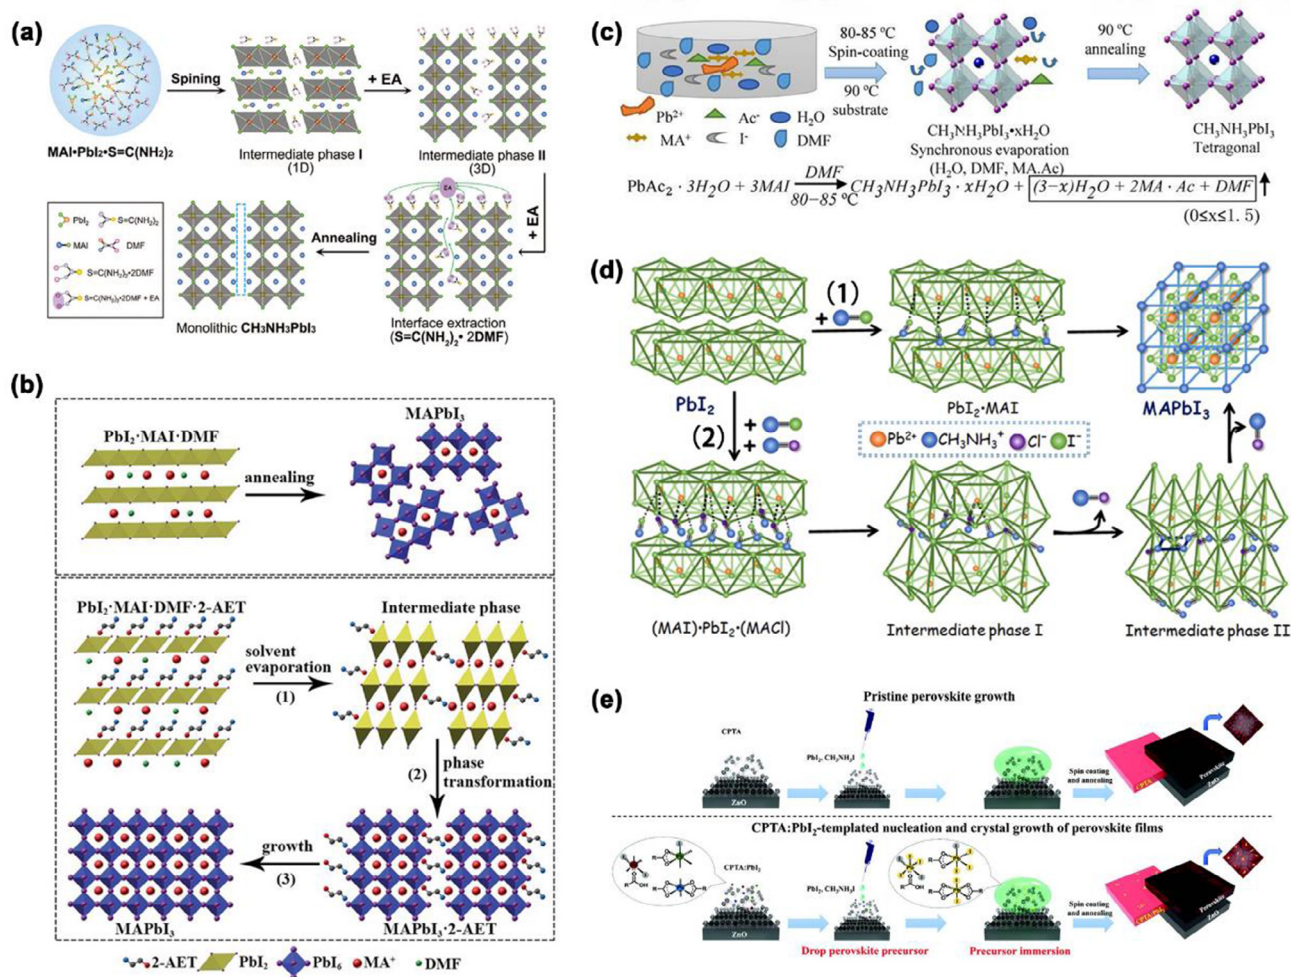 (a)
MAI•PbI₂•S=C(NH₂)₂
Spining
Intermediate phase I
(1D)
+ EA
Intermediate phase II
(3D)
+ EA
EA
Interface extraction
(S=C(NH₂)₂• 2DMF)
Annealing
Monolithic CH3NH3PbI₃
PbI₂
S=C(NH₂)₂
MAI
DMF
S=C(NH₂)₂•2DMF
S=C(NH₂)₂•2DMF + EA
(b)
PbI₂·MAI·DMF
annealing
MAPbI₃
PbI₂·MAI·DMF·2-AET
solvent
evaporation
(1)
Intermediate phase
(2)
phase
transformation
growth
(3)
MAPbI₃
MAPbI₃·2-AET
2-AET
PbI₂
PbI₆
MA⁺
DMF
(c)
80-85 ℃
Spin-coating
90 ℃
substrate
90 ℃
annealing
Pb²⁺
Ac⁻
H₂O
MA⁺
I⁻
DMF
CH₃NH₃PbI₃•xH₂O
Synchronous evaporation
(H₂O, DMF, MA.Ac)
CH₃NH₃PbI₃
Tetragonal
PbAc₂ · 3H₂O + 3MAI
DMF
80−85 ℃
CH₃NH₃PbI₃ · xH₂O + (3−x)H₂O + 2MA · Ac + DMF
(0≤x≤1. 5)
(d)
(1)
+
PbI₂
PbI₂•MAI
MAPbI₃
(2)
+
+
Pb²⁺
CH₃NH₃⁺
Cl⁻
I⁻
(MAI)•PbI₂•(MACl)
Intermediate phase I
Intermediate phase II
(e)
Pristine perovskite growth
CPTA
ZnO
PbI₂, CH₃NH₃I
Spin coating
and annealing
CPTA
Perovskite
ZnO
CPTA:PbI₂-templated nucleation and crystal growth of perovskite films
CPTA:PbI₂
ZnO
PbI₂, CH₃NH₃I
Drop perovskite precursor
Precursor immersion
Spin coating
and annealing
CPTA:PbI₂
Perovskite
ZnO